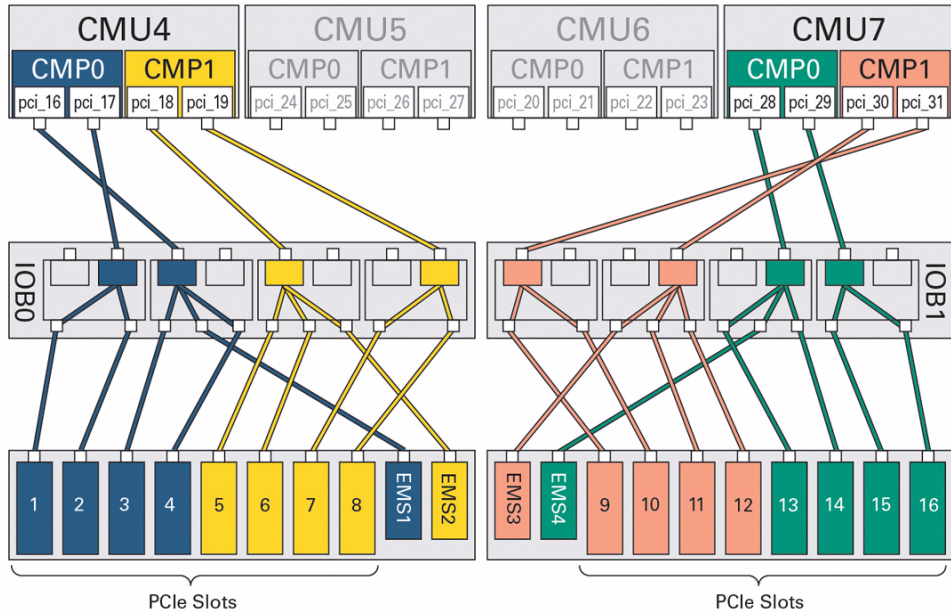 CMU4 CMU5 CMU6 CMU7
CMP0 CMP1 CMP0 CMP1 CMP0 CMP1 CMP0 CMP1
pci_16 pci_17 pci_18 pci_19 pci_24 pci_25 pci_26 pci_27 pci_20 pci_21 pci_22 pci_23 pci_28 pci_29 pci_30 pci_31
IOB0 IOB1
1 2 3 4 5 6 7 8 EMS1 EMS2 EMS3 EMS4 9 10 11 12 13 14 15 16
PCIe Slots PCIe Slots